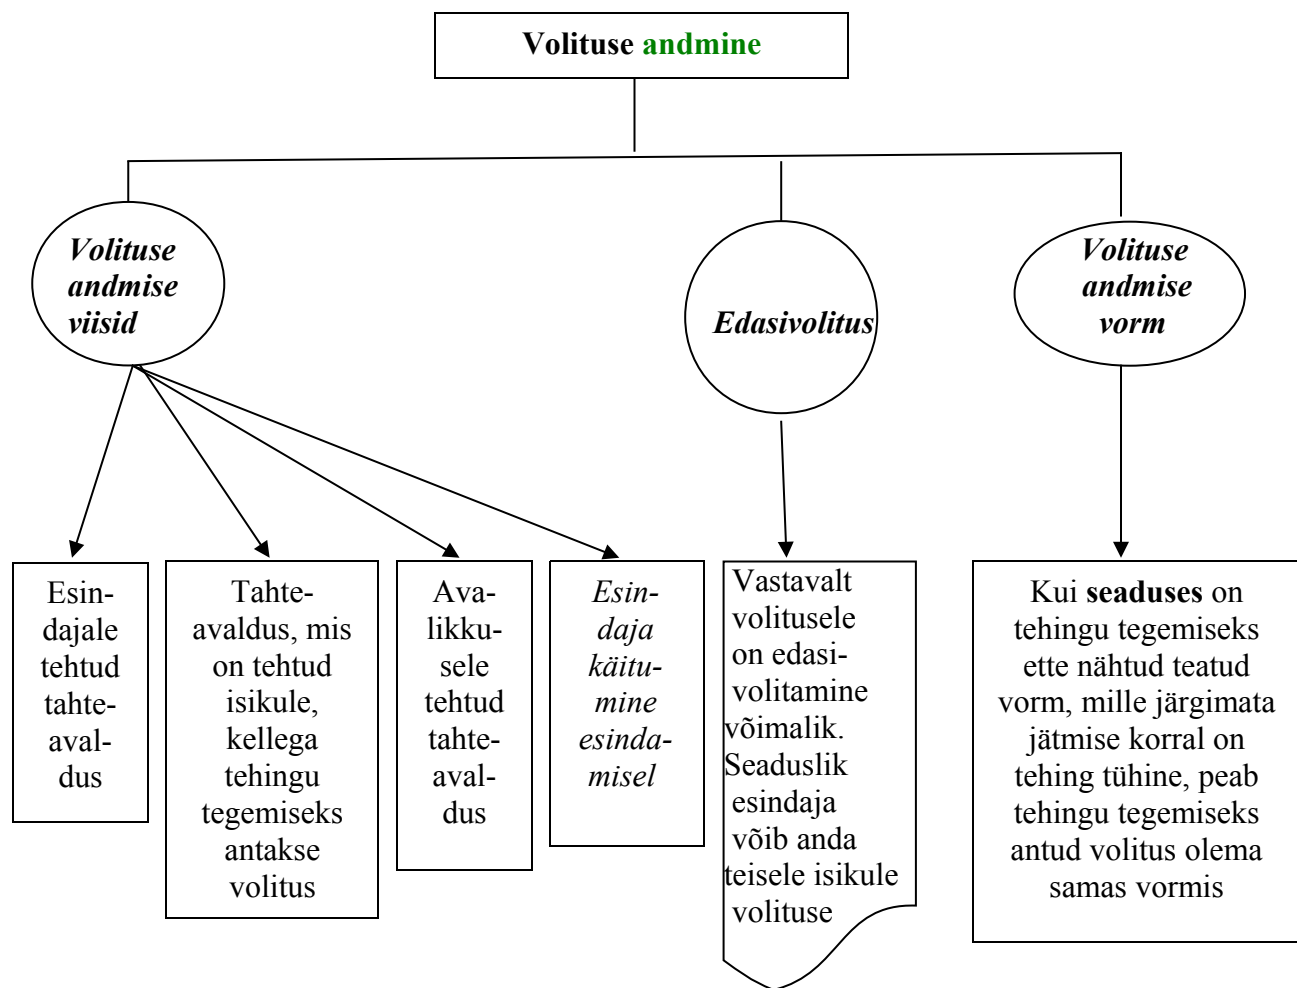 Volituse andmine
Volituse
andmise
viisid
Edasivolitus
Volituse
andmise
vorm
Esin-
dajale
tehtud
tahte-
aval-
dus
Tahte-
avaldus, mis
on tehtud
isikule,
kellega
tehingu
tegemiseks
antakse
volitus
Ava-
likku-
sele
tehtud
tahte-
aval-
dus
Esin-
daja
käitu-
mine
esinda-
misel
Vastavalt
volitusele
on edasi-
volitamine
võimalik.
Seaduslik
esindaja
võib anda
teisele isikule
volituse
Kui seaduses on
tehingu tegemiseks
ette nähtud teatud
vorm, mille järgimata
jätmise korral on
tehing tühine, peab
tehingu tegemiseks
antud volitus olema
samas vormis